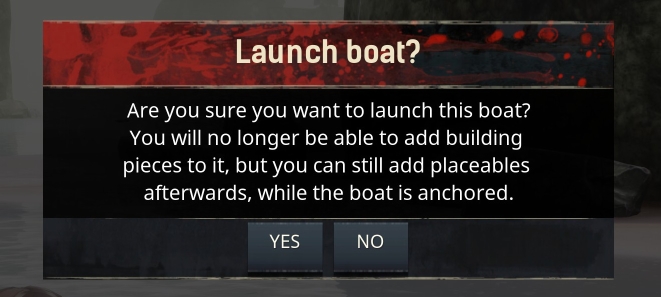 Launch boat?
Are you sure you want to launch this boat?
You will no longer be able to add building
pieces to it, but you can still add placeables
afterwards, while the boat is anchored.
YES NO